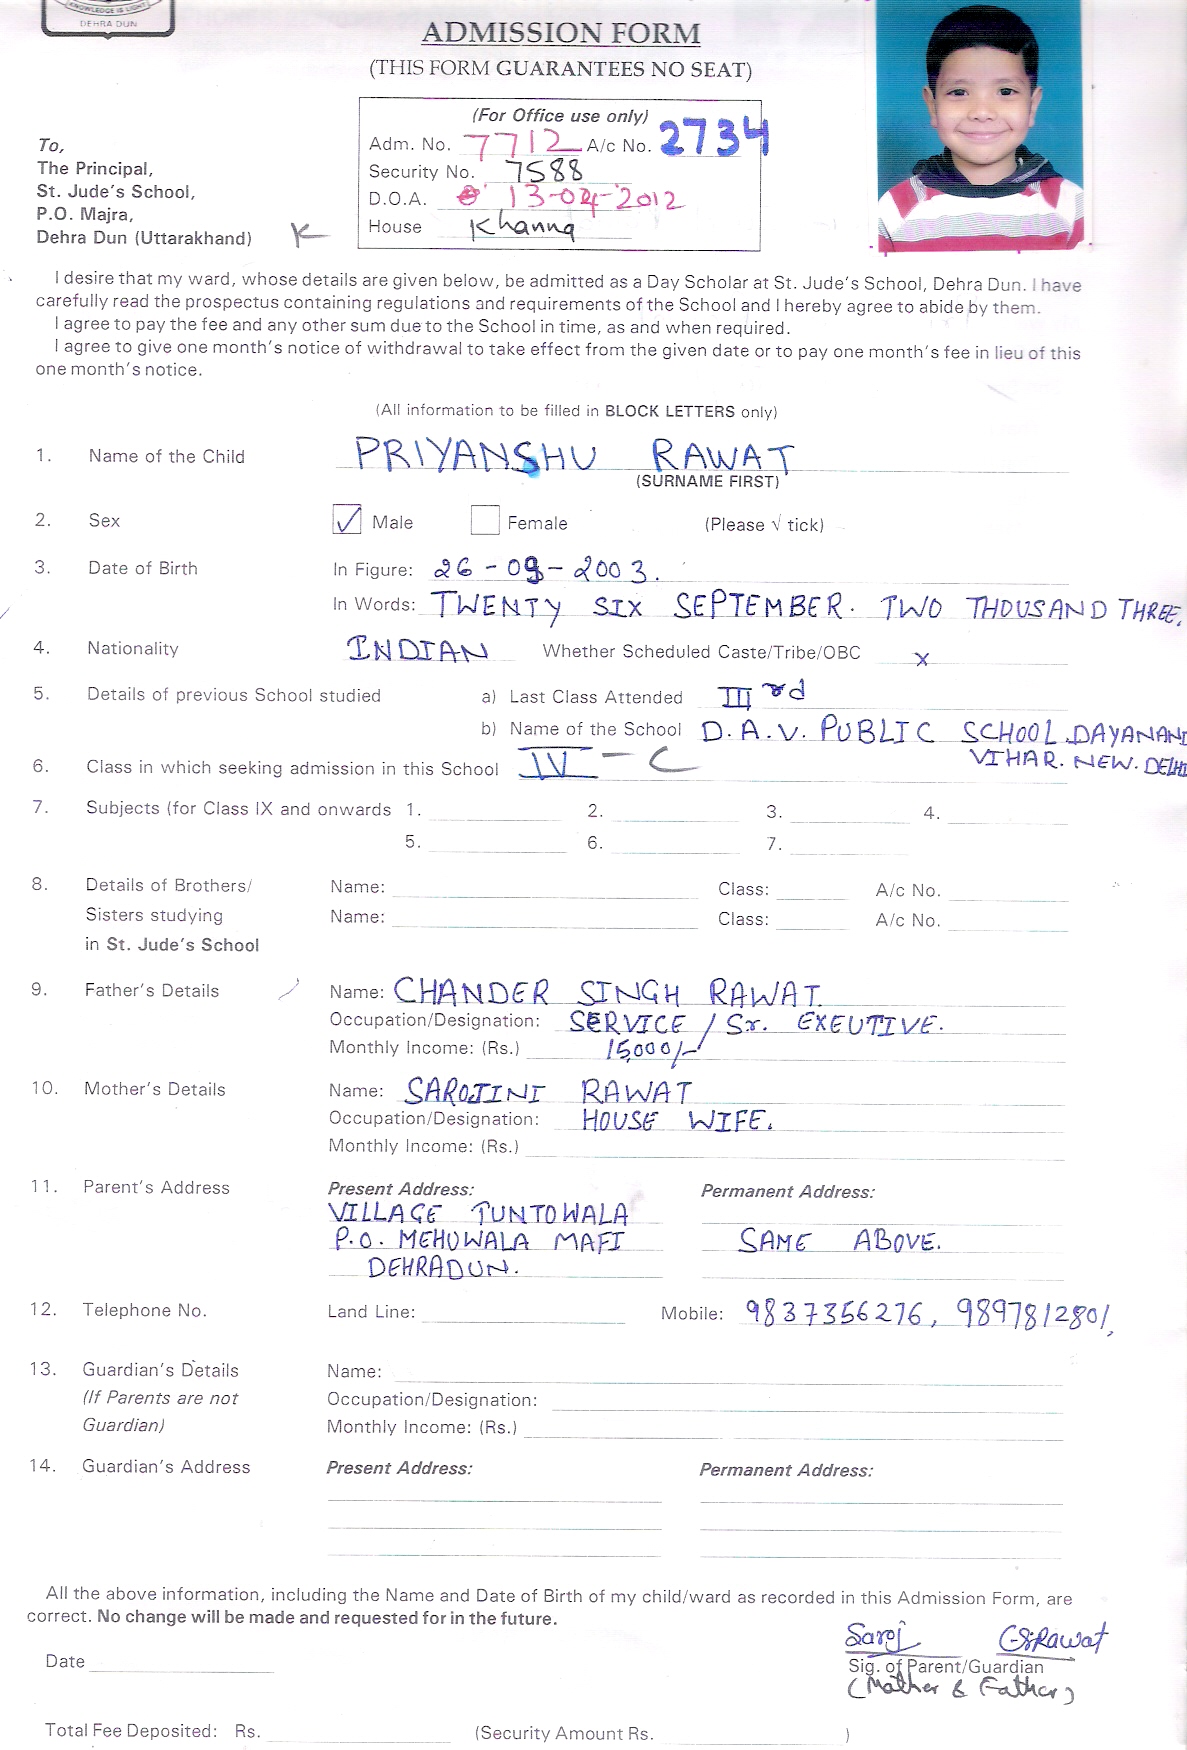 KNOWLEDGE IS LIGHT
DEHRA DUN
ADMISSION FORM
(THIS FORM GUARANTEES NO SEAT)
(For Office use only)
Adm. No. 7712 A/c No. 2734
Security No. 7588
D.O.A. 13-04-2012
House Khanna
To,
The Principal,
St. Jude's School,
P.O. Majra,
Dehra Dun (Uttarakhand) K
I desire that my ward, whose details are given below, be admitted as a Day Scholar at St. Jude's School, Dehra Dun. I have
carefully read the prospectus containing regulations and requirements of the School and I hereby agree to abide by them.
I agree to pay the fee and any other sum due to the School in time, as and when required.
I agree to give one month's notice of withdrawal to take effect from the given date or to pay one month's fee in lieu of this
one month's notice.
(All information to be filled in BLOCK LETTERS only)
1. Name of the Child PRIYANSHU RAWAT
(SURNAME FIRST)
2. Sex ✓ Male Female (Please √ tick)
3. Date of Birth In Figure: 26-09-2003.
In Words: TWENTY SIX SEPTEMBER. TWO THOUSAND THREE.
4. Nationality INDIAN Whether Scheduled Caste/Tribe/OBC x
5. Details of previous School studied a) Last Class Attended III rd
b) Name of the School D.A.V. PUBLIC SCHOOL DAYANAND
VIHAR. NEW. DELHI
6. Class in which seeking admission in this School IV - C
7. Subjects (for Class IX and onwards 1. 2. 3. 4.
5. 6. 7.
8. Details of Brothers/ Name: Class: A/c No.
Sisters studying Name: Class: A/c No.
in St. Jude's School
9. Father's Details Name: CHANDER SINGH RAWAT.
Occupation/Designation: SERVICE / Sr. EXEUTIVE.
Monthly Income: (Rs.) 15,000/-
10. Mother's Details Name: SAROJINI RAWAT
Occupation/Designation: HOUSE WIFE.
Monthly Income: (Rs.)
11. Parent's Address Present Address: Permanent Address:
VILLAGE TUNTOWALA
P.O. MEHUWALA MAFI SAME ABOVE.
DEHRADUN.
12. Telephone No. Land Line: Mobile: 9837356276, 9897812801,
13. Guardian's Details Name:
(If Parents are not Occupation/Designation:
Guardian) Monthly Income: (Rs.)
14. Guardian's Address Present Address: Permanent Address:
All the above information, including the Name and Date of Birth of my child/ward as recorded in this Admission Form, are
correct. No change will be made and requested for in the future.
Saroj CSRawat
Date Sig. of Parent/Guardian
(Mother & Father)
Total Fee Deposited: Rs. (Security Amount Rs. )